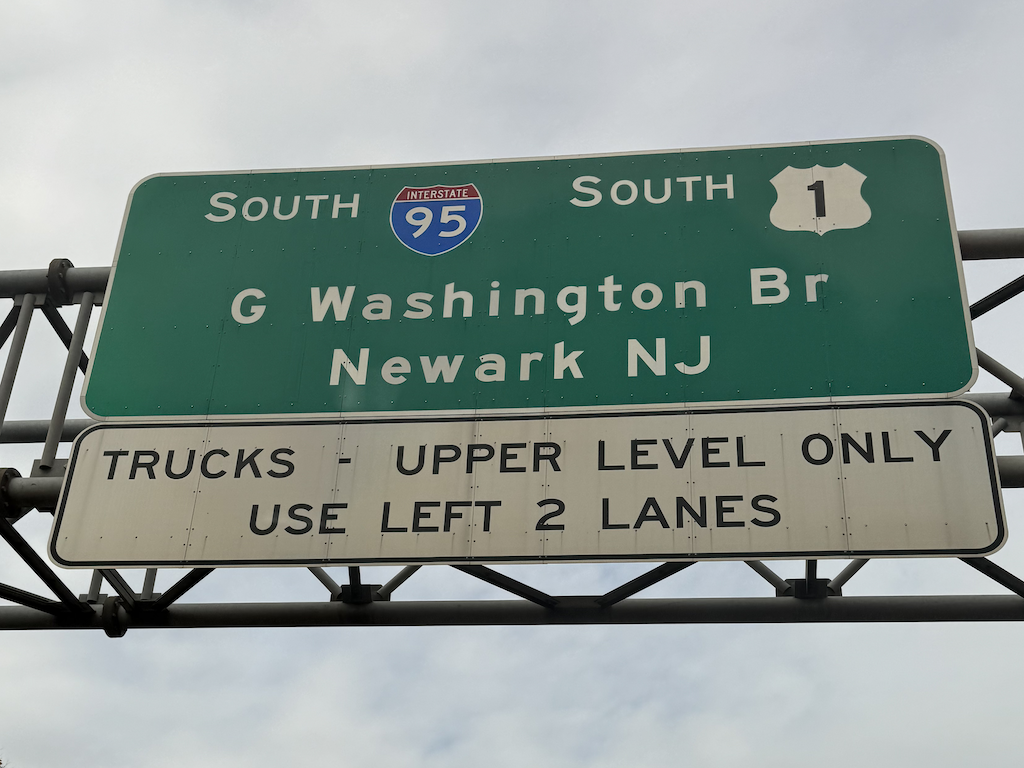 SOUTH INTERSTATE 95 SOUTH 1
G Washington Br
Newark NJ
TRUCKS - UPPER LEVEL ONLY
USE LEFT 2 LANES